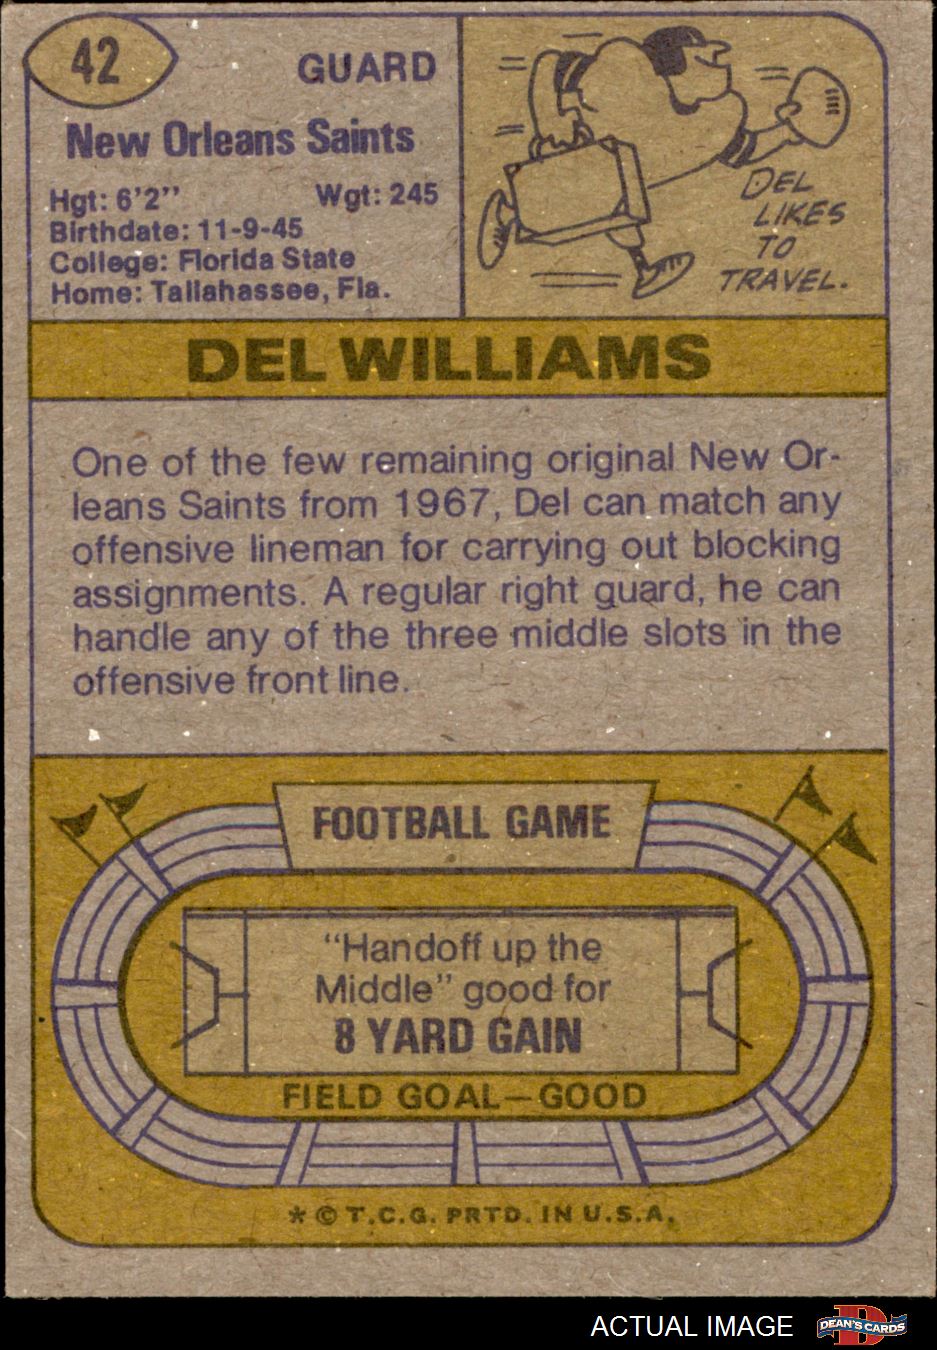 42
GUARD
New Orleans Saints
Hgt: 6'2" Wgt: 245
Birthdate: 11-9-45
College: Florida State
Home: Tallahassee, Fla.
DEL
LIKES
TO
TRAVEL.
DEL WILLIAMS
One of the few remaining original New Or-
leans Saints from 1967, Del can match any
offensive lineman for carrying out blocking
assignments. A regular right guard, he can
handle any of the three middle slots in the
offensive front line.
FOOTBALL GAME
"Handoff up the
Middle" good for
8 YARD GAIN
FIELD GOAL—GOOD
* © T.C.G. PRTD. IN U.S.A.
ACTUAL IMAGE
DEAN'S CARDS